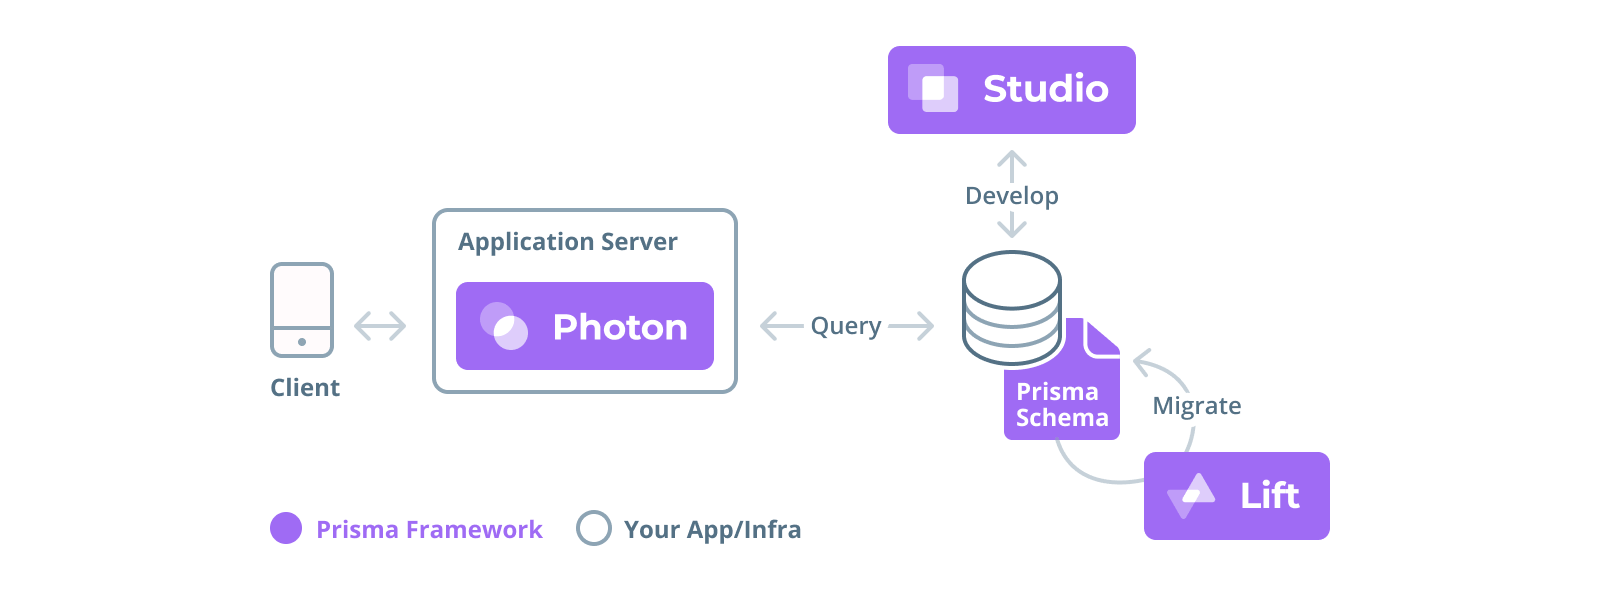 Studio
Develop
Application Server
Photon
Query
Client
Prisma
Schema
Migrate
Lift
Prisma Framework
Your App/Infra